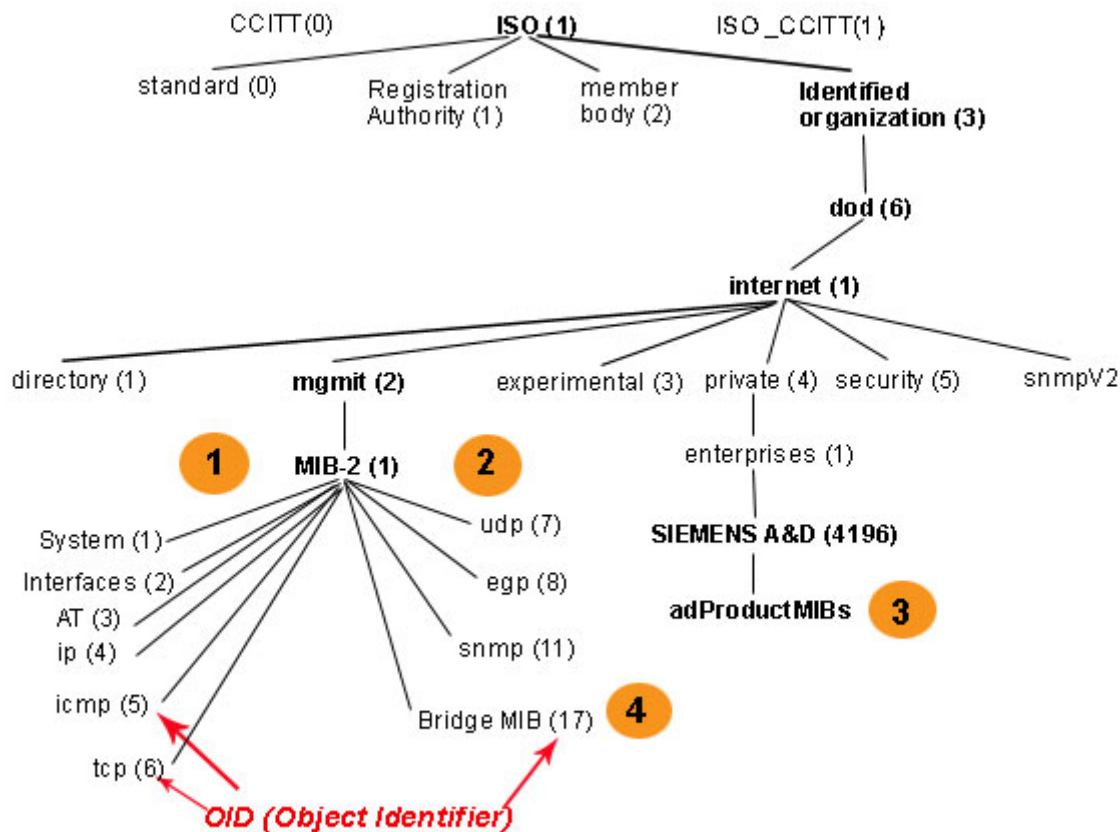 CCITT(0)
ISO (1)
ISO_CCITT(1)
standard (0)
Registration
Authority (1)
member
body (2)
Identified
organization (3)
dod (6)
internet (1)
directory (1)
mgmit (2)
experimental (3)
private (4)
security (5)
snmpV2
1
MIB-2 (1)
2
enterprises (1)
System (1)
udp (7)
SIEMENS A&D (4196)
Interfaces (2)
egp (8)
AT (3)
adProductMIBs
3
ip (4)
snmp (11)
icmp (5)
Bridge MIB (17)
4
tcp (6)
OID (Object Identifier)